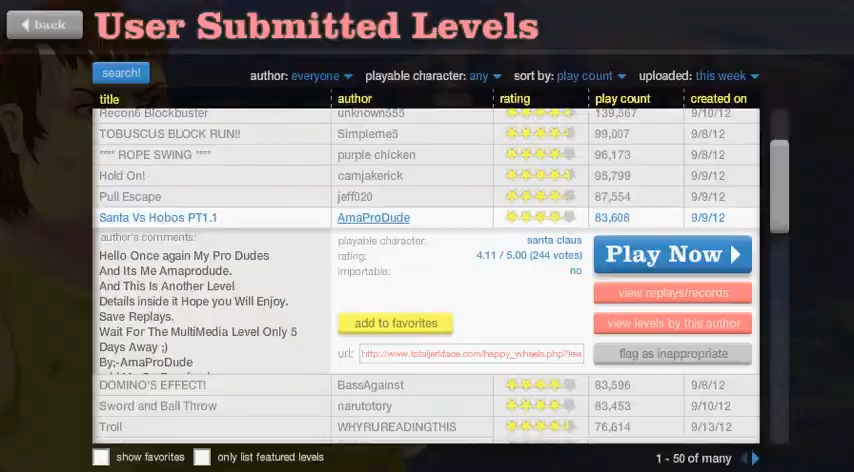 back
User Submitted Levels
search!
author: everyone playable character: any sort by: play count uploaded: this week
title author rating play count created on
Recon6 Blockbuster unknown555 139,567 9/10/12
TOBUSCUS BLOCK RUN!! Simpleme5 99,007 9/8/12
**** ROPE SWING **** purple chicken 96,173 9/8/12
Hold On! camjakerick 95,799 9/9/12
Pull Escape jeff020 87,554 9/9/12
Santa Vs Hobos PT1.1 AmaProDude 83,608 9/9/12
author's comments:
Hello Once again My Pro Dudes
And Its Me Amaprodude.
And This Is Another Level
Details inside it Hope you Will Enjoy.
Save Replays.
Wait For The MultiMedia Level Only 5
Days Away ;)
By;-AmaProDude
playable character: santa claus
rating: 4.11 / 5.00 (244 votes)
importable: no
add to favorites
url: http://www.totaljerkface.com/happy_wheels.php?lev
Play Now
view replays/records
view levels by this author
flag as inappropriate
DOMINO'S EFFECT! BassAgainst 83,596 9/8/12
Sword and Ball Throw narutotory 83,453 9/10/12
Troll WHYRUREADINGTHIS 76,614 9/13/12
show favorites only list featured levels 1 - 50 of many